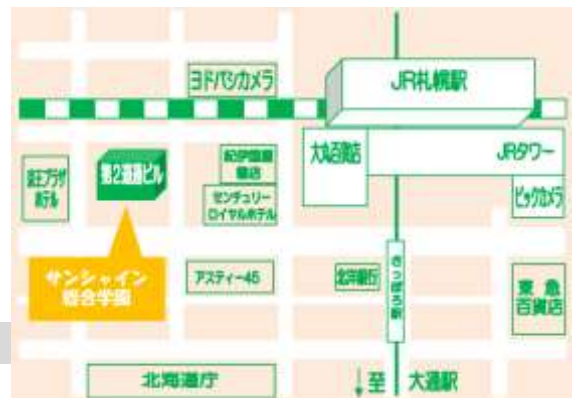 ヨドバシカメラ
JR札幌駅
大丸百貨店
JRタワー
紀伊国屋
書店
京王プラザ
ホテル
第2道通ビル
センチュリー
ロイヤルホテル
ビックカメラ
サンシャイン
総合学園
アスティー45
北洋銀行
さっぽろ駅
東急
百貨店
北海道庁
↓至 大通駅